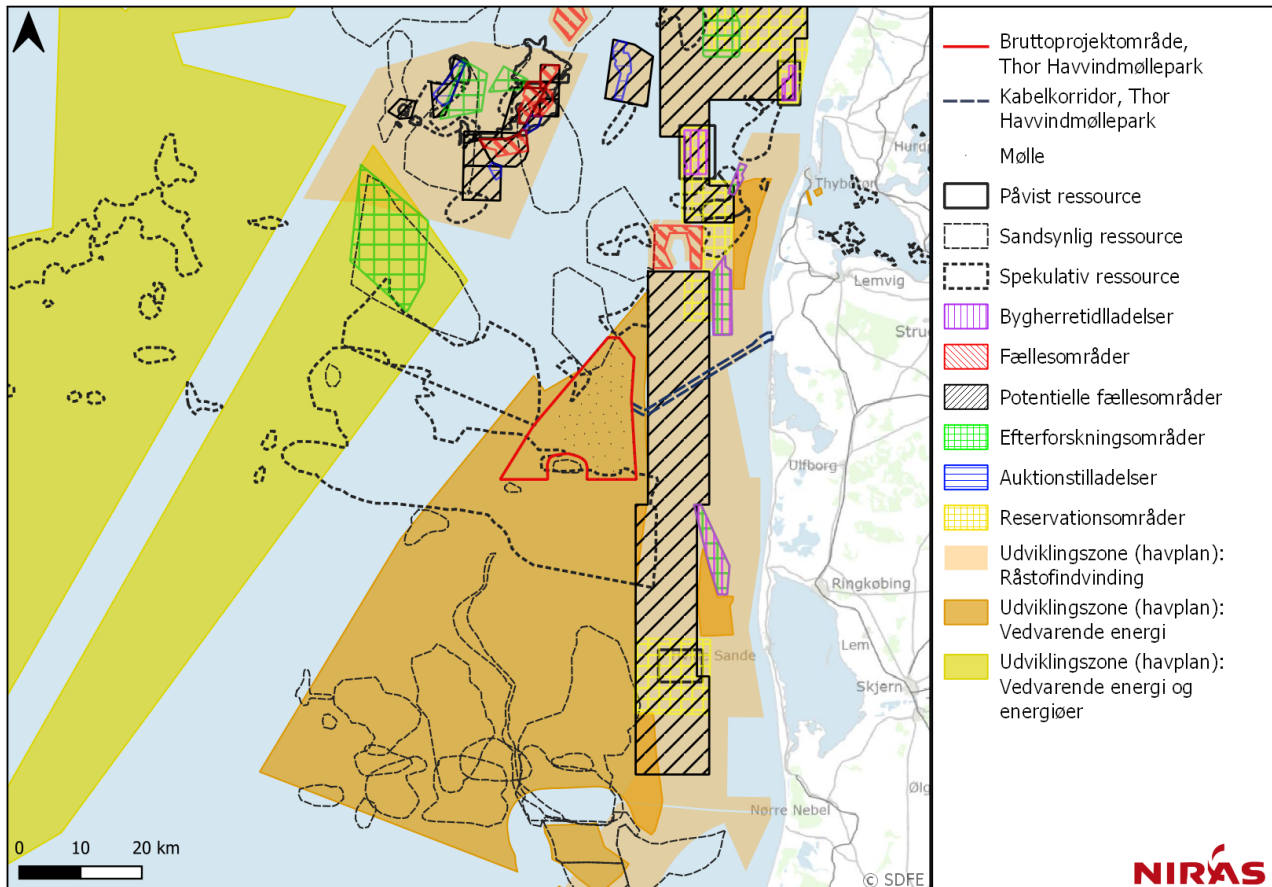 Hurup
Thyborøn
Lemvig
Ulfborg
Ringkøbing
Sande
Lem
Skjern
Nørre Nebel
Ølg
0 10 20 km
© SDFE
Bruttoprojektområde,
Thor Havvindmøllepark
Kabelkorridor, Thor
Havvindmøllepark
Mølle
Påvist ressource
Sandsynlig ressource
Spekulativ ressource
Bygherretidlladelser
Fællesområder
Potentielle fællesområder
Efterforskningsområder
Auktionstilladelser
Reservationsområder
Udviklingszone (havplan):
Råstofindvinding
Udviklingszone (havplan):
Vedvarende energi
Udviklingszone (havplan):
Vedvarende energi og
energiøer
NIRAS